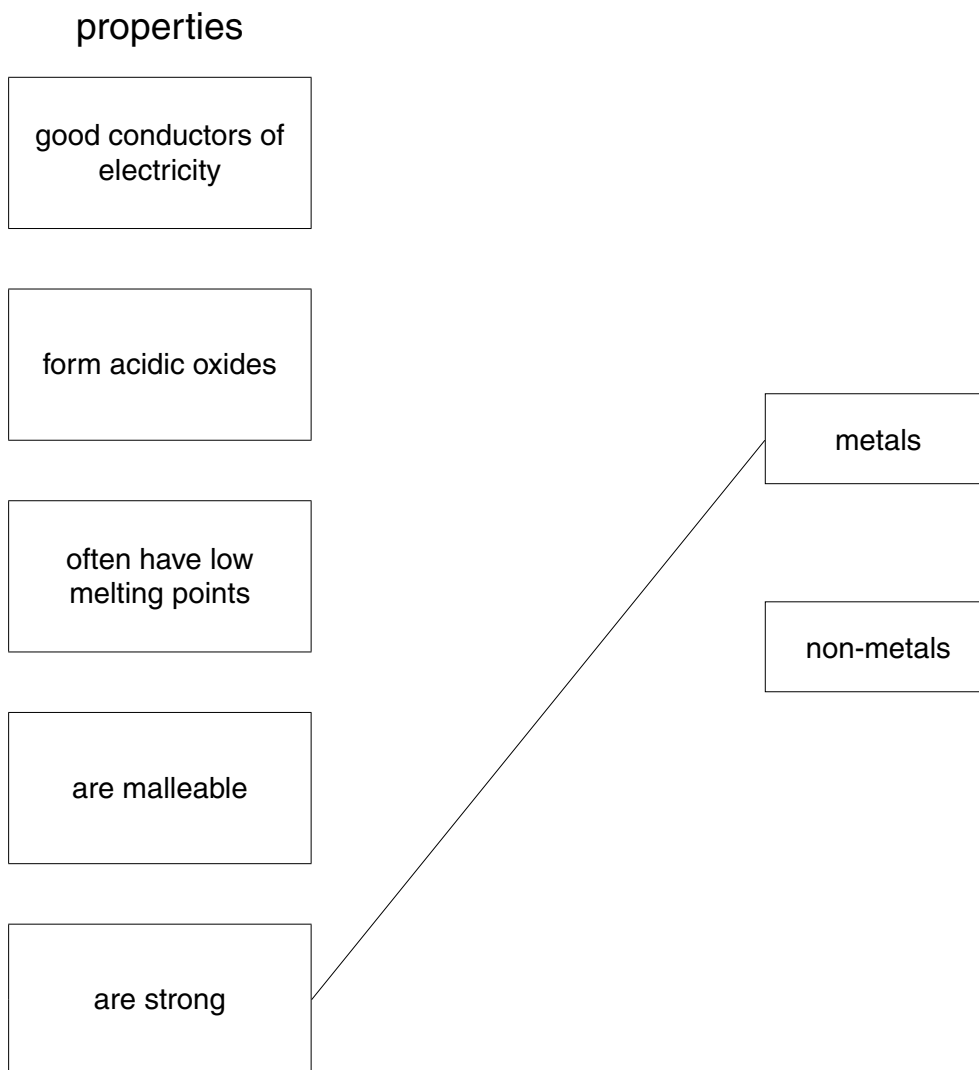 properties
good conductors of
electricity
form acidic oxides
metals
often have low
melting points
non-metals
are malleable
are strong